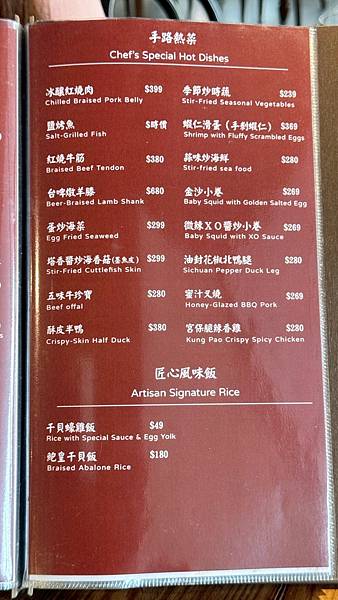 手路熱菜
Chef's Special Hot Dishes
冰釀紅燒肉 $399
Chilled Braised Pork Belly
鹽烤魚 $時價
Salt-Grilled Fish
紅燒牛筋 $380
Braised Beef Tendon
台啤燉羊膝 $680
Beer-Braised Lamb Shank
蛋炒海菜 $299
Egg Fried Seaweed
塔香醬炒海香菇(墨魚皮) $299
Stir-Fried Cuttlefish Skin
五味牛珍寶 $280
Beef offal
酥皮半鴨 $380
Crispy-Skin Half Duck
季節炒時蔬 $239
Stir-Fried Seasonal Vegetables
蝦仁滑蛋(手剝蝦仁) $369
Shrimp with Fluffy Scrambled Eggs
蒜味炒海鮮 $280
Stir-fried sea food
金沙小卷 $269
Baby Squid with Golden Salted Egg
微辣XO醬炒小卷 $269
Baby Squid with XO Sauce
油封花椒北鴨腿 $280
Sichuan Pepper Duck Leg
蜜汁叉燒 $269
Honey-Glazed BBQ Pork
宮保脆辣香雞 $280
Kung Pao Crispy Spicy Chicken
匠心風味飯
Artisan Signature Rice
干貝蠔雞飯 $49
Rice with Special Sauce & Egg Yolk
鮑皇干貝飯 $180
Braised Abalone Rice